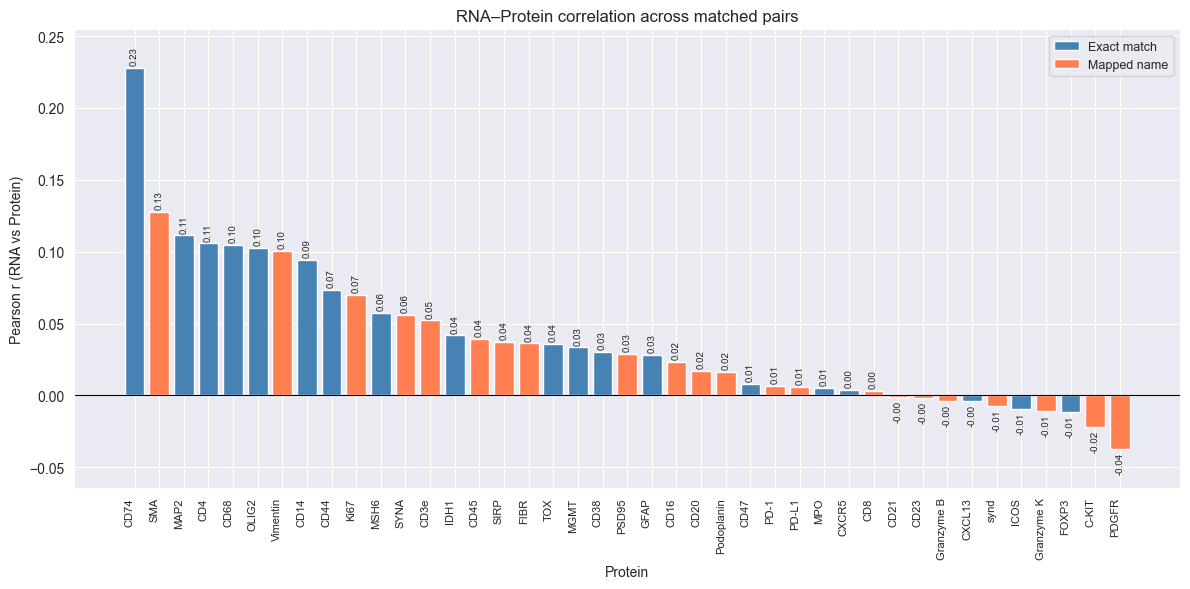 RNA–Protein correlation across matched pairs
Exact match
Mapped name
Pearson r (RNA vs Protein)
0.25
0.20
0.15
0.10
0.05
0.00
−0.05
0.23
0.13
0.11
0.11
0.10
0.10
0.10
0.09
0.07
0.07
0.06
0.06
0.05
0.04
0.04
0.04
0.04
0.04
0.03
0.03
0.03
0.03
0.02
0.02
0.02
0.01
0.01
0.01
0.01
0.00
0.00
-0.00
-0.00
-0.00
-0.00
-0.01
-0.01
-0.01
-0.01
-0.02
-0.04
CD74
SMA
MAP2
CD4
CD68
OLIG2
Vimentin
CD14
CD44
Ki67
MSH6
SYNA
CD3e
IDH1
CD45
SIRP
FIBR
TOX
MGMT
CD38
PSD95
GFAP
CD16
CD20
Podoplanin
CD47
PD-1
PD-L1
MPO
CXCR5
CD8
CD21
CD23
Granzyme B
CXCL13
synd
ICOS
Granzyme K
FOXP3
C-KIT
PDGFR
Protein